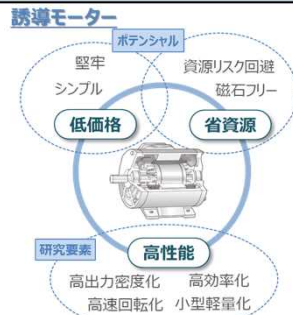 誘導モーター
ポテンシャル
堅牢
シンプル
低価格
資源リスク回避
磁石フリー
省資源
研究要素
高性能
高出力密度化 高効率化
高速回転化 小型軽量化